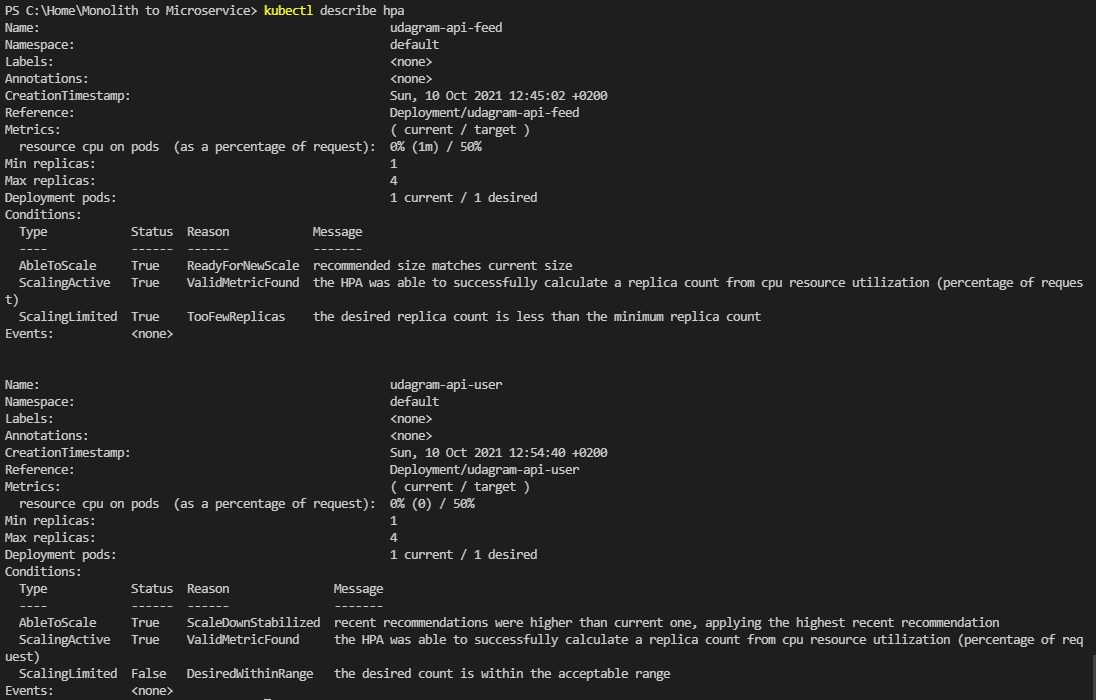 PS C:\Home\Monolith to Microservice> kubectl describe hpa
Name:                                                  udagram-api-feed
Namespace:                                             default
Labels:                                                <none>
Annotations:                                           <none>
CreationTimestamp:                                     Sun, 10 Oct 2021 12:45:02 +0200
Reference:                                             Deployment/udagram-api-feed
Metrics:                                               ( current / target )
  resource cpu on pods  (as a percentage of request):  0% (1m) / 50%
Min replicas:                                          1
Max replicas:                                          4
Deployment pods:                                       1 current / 1 desired
Conditions:
  Type            Status  Reason            Message
  ----            ------  ------            -------
  AbleToScale     True    ReadyForNewScale  recommended size matches current size
  ScalingActive   True    ValidMetricFound  the HPA was able to successfully calculate a replica count from cpu resource utilization (percentage of reques
t)
  ScalingLimited  True    TooFewReplicas    the desired replica count is less than the minimum replica count
Events:           <none>
Name:                                                  udagram-api-user
Namespace:                                             default
Labels:                                                <none>
Annotations:                                           <none>
CreationTimestamp:                                     Sun, 10 Oct 2021 12:54:40 +0200
Reference:                                             Deployment/udagram-api-user
Metrics:                                               ( current / target )
  resource cpu on pods  (as a percentage of request):  0% (0) / 50%
Min replicas:                                          1
Max replicas:                                          4
Deployment pods:                                       1 current / 1 desired
Conditions:
  Type            Status  Reason               Message
  ----            ------  ------               -------
  AbleToScale     True    ScaleDownStabilized  recent recommendations were higher than current one, applying the highest recent recommendation
  ScalingActive   True    ValidMetricFound     the HPA was able to successfully calculate a replica count from cpu resource utilization (percentage of req
uest)
  ScalingLimited  False   DesiredWithinRange   the desired count is within the acceptable range
Events:           <none>